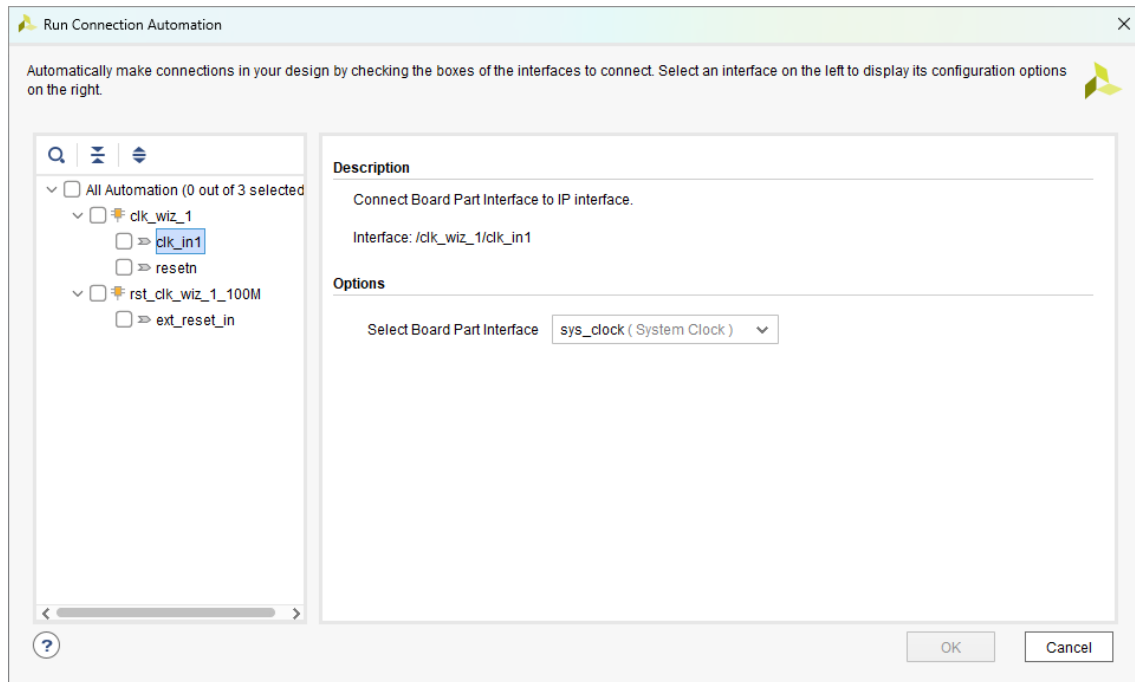 Run Connection Automation
Automatically make connections in your design by checking the boxes of the interfaces to connect. Select an interface on the left to display its configuration options
on the right.
All Automation (0 out of 3 selected
clk_wiz_1
clk_in1
resetn
rst_clk_wiz_1_100M
ext_reset_in
Description
Connect Board Part Interface to IP interface.
Interface: /clk_wiz_1/clk_in1
Options
Select Board Part Interface sys_clock ( System Clock )
?
OK Cancel